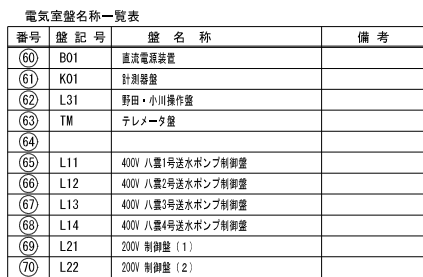 電気室盤名称一覧表
番号 盤記号 盤名称 備考
60 B01 直流電源装置
61 K01 計測器盤
62 L31 野田・小川操作盤
63 TM テレメータ盤
64
65 L11 400V 八雲1号送水ポンプ制御盤
66 L12 400V 八雲2号送水ポンプ制御盤
67 L13 400V 八雲3号送水ポンプ制御盤
68 L14 400V 八雲4号送水ポンプ制御盤
69 L21 200V 制御盤(1)
70 L22 200V 制御盤(2)